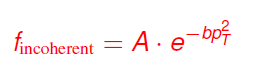 f_incoherent = A · e^{-bp_T^2}